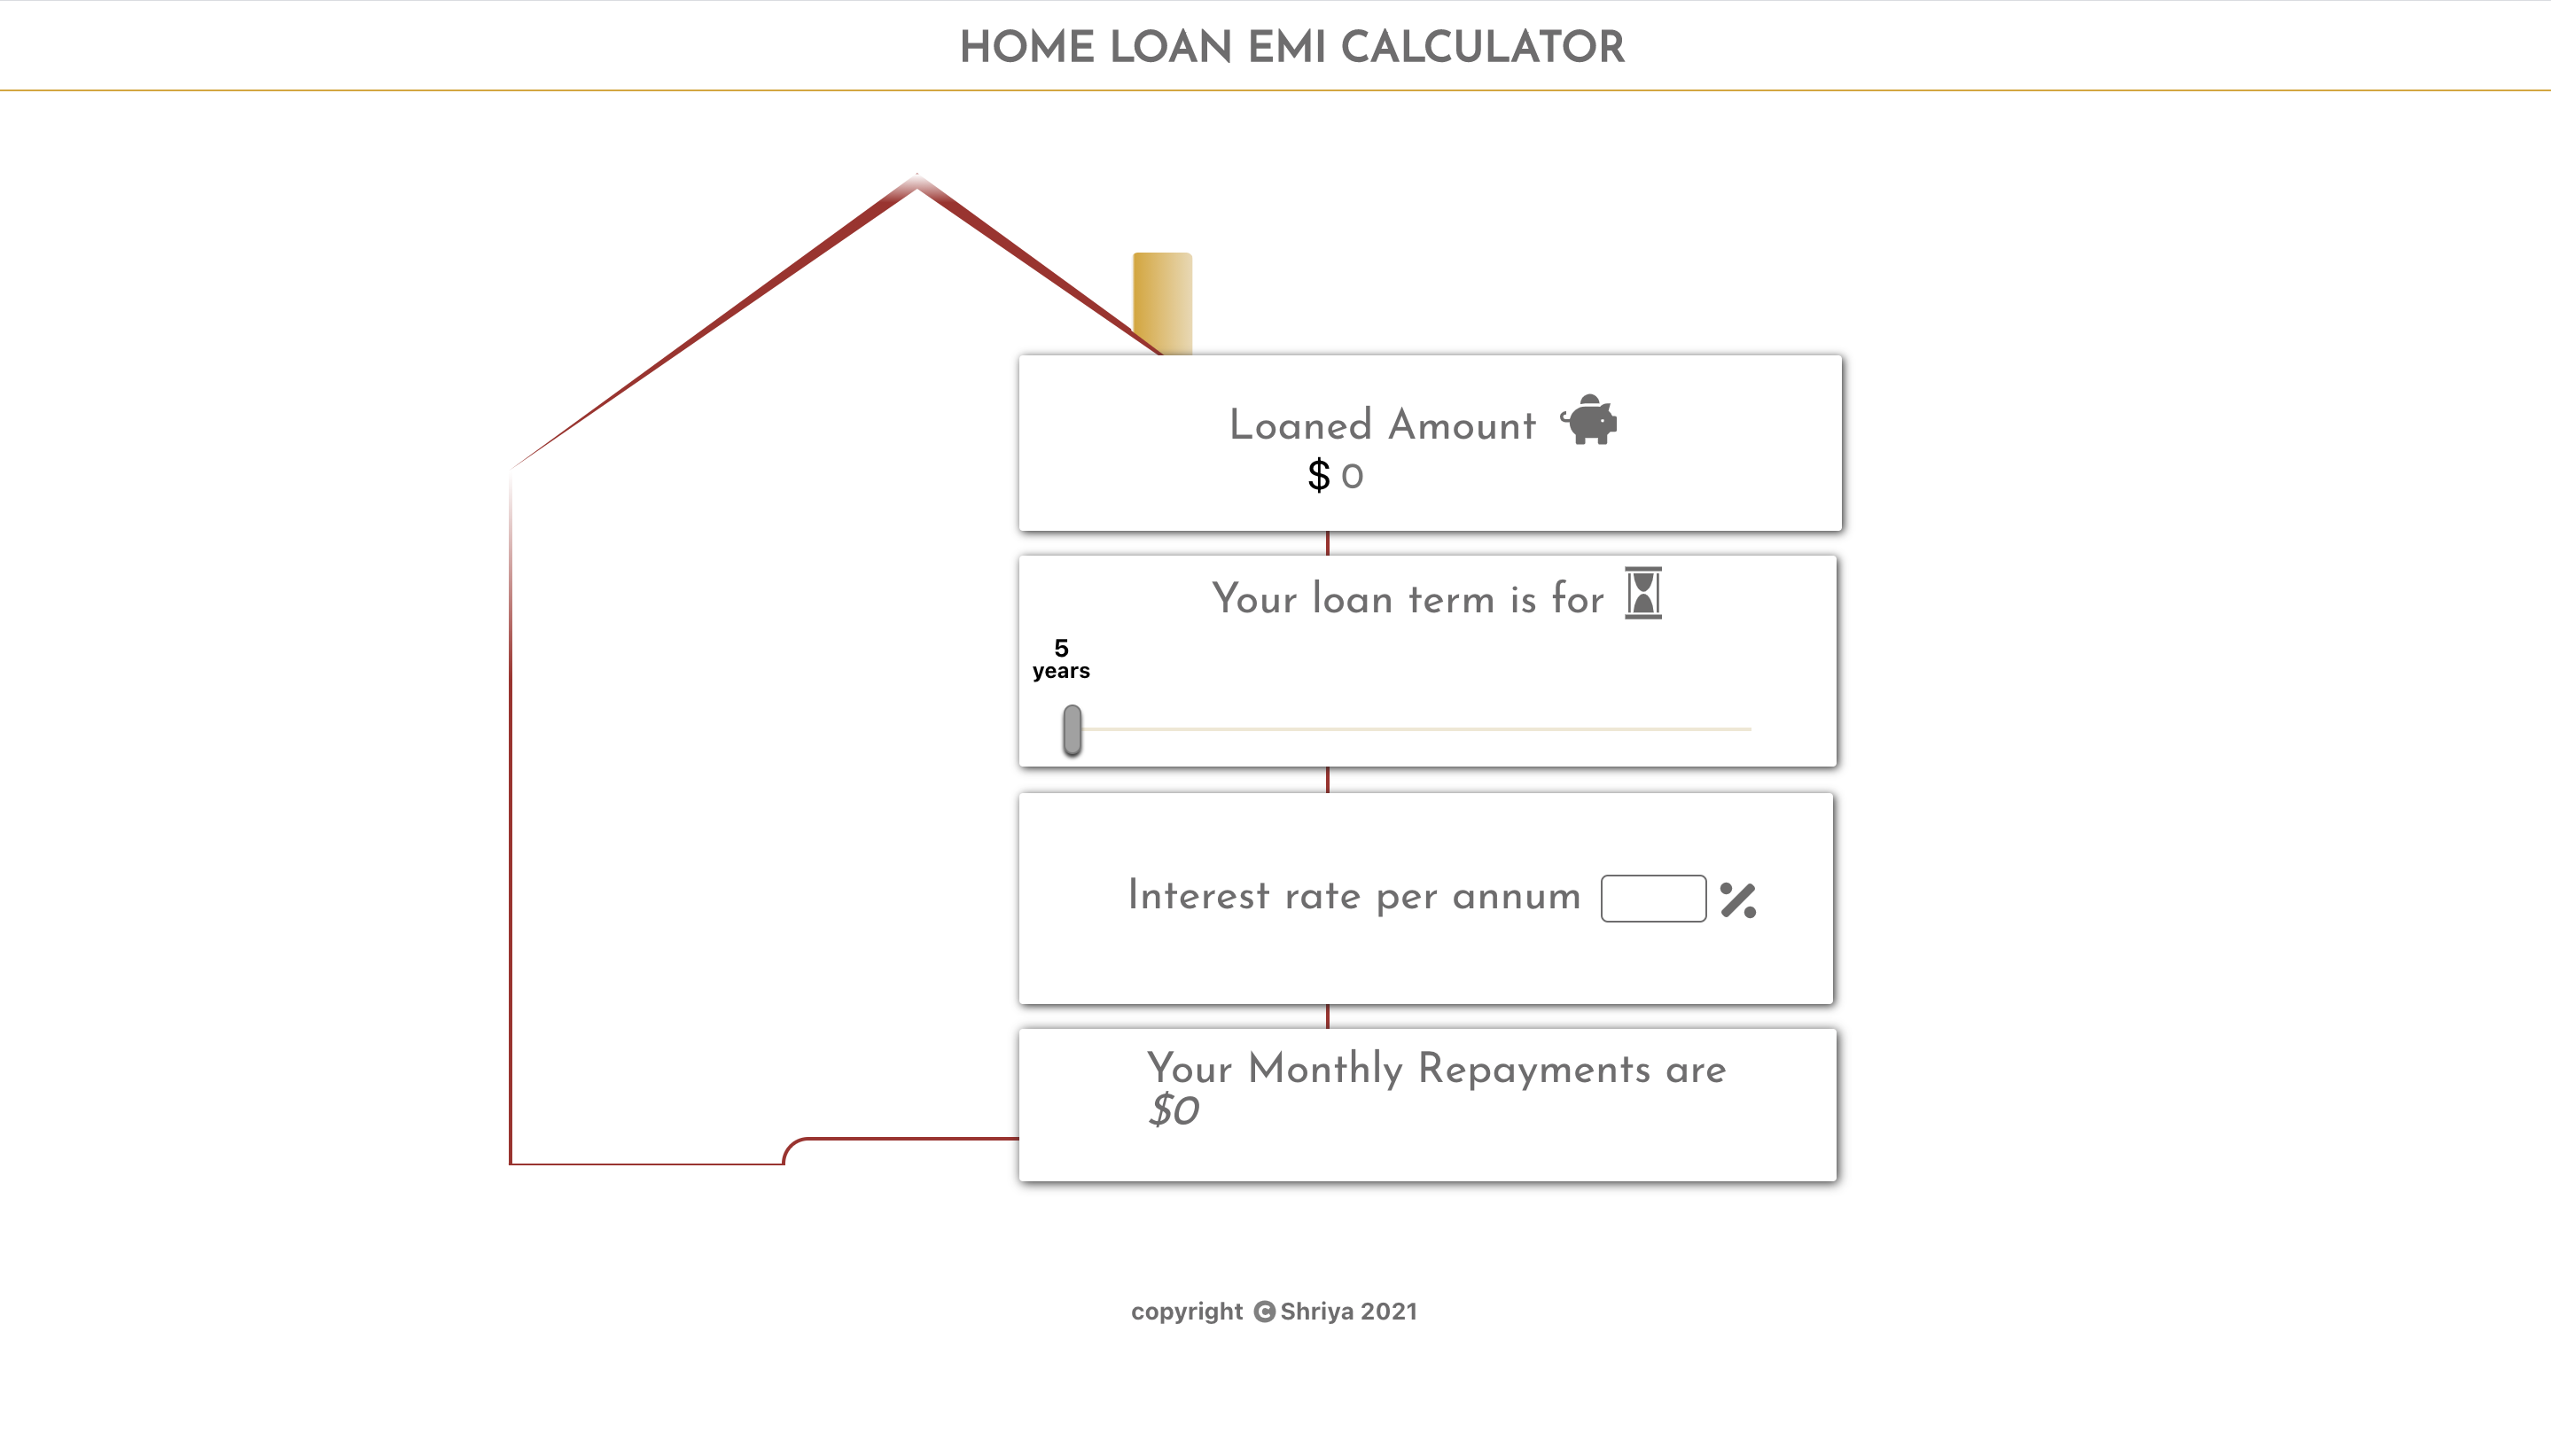 HOME LOAN EMI CALCULATOR
Loaned Amount
$ 0
Your loan term is for
5
years
Interest rate per annum %
Your Monthly Repayments are
$0
copyright © Shriya 2021